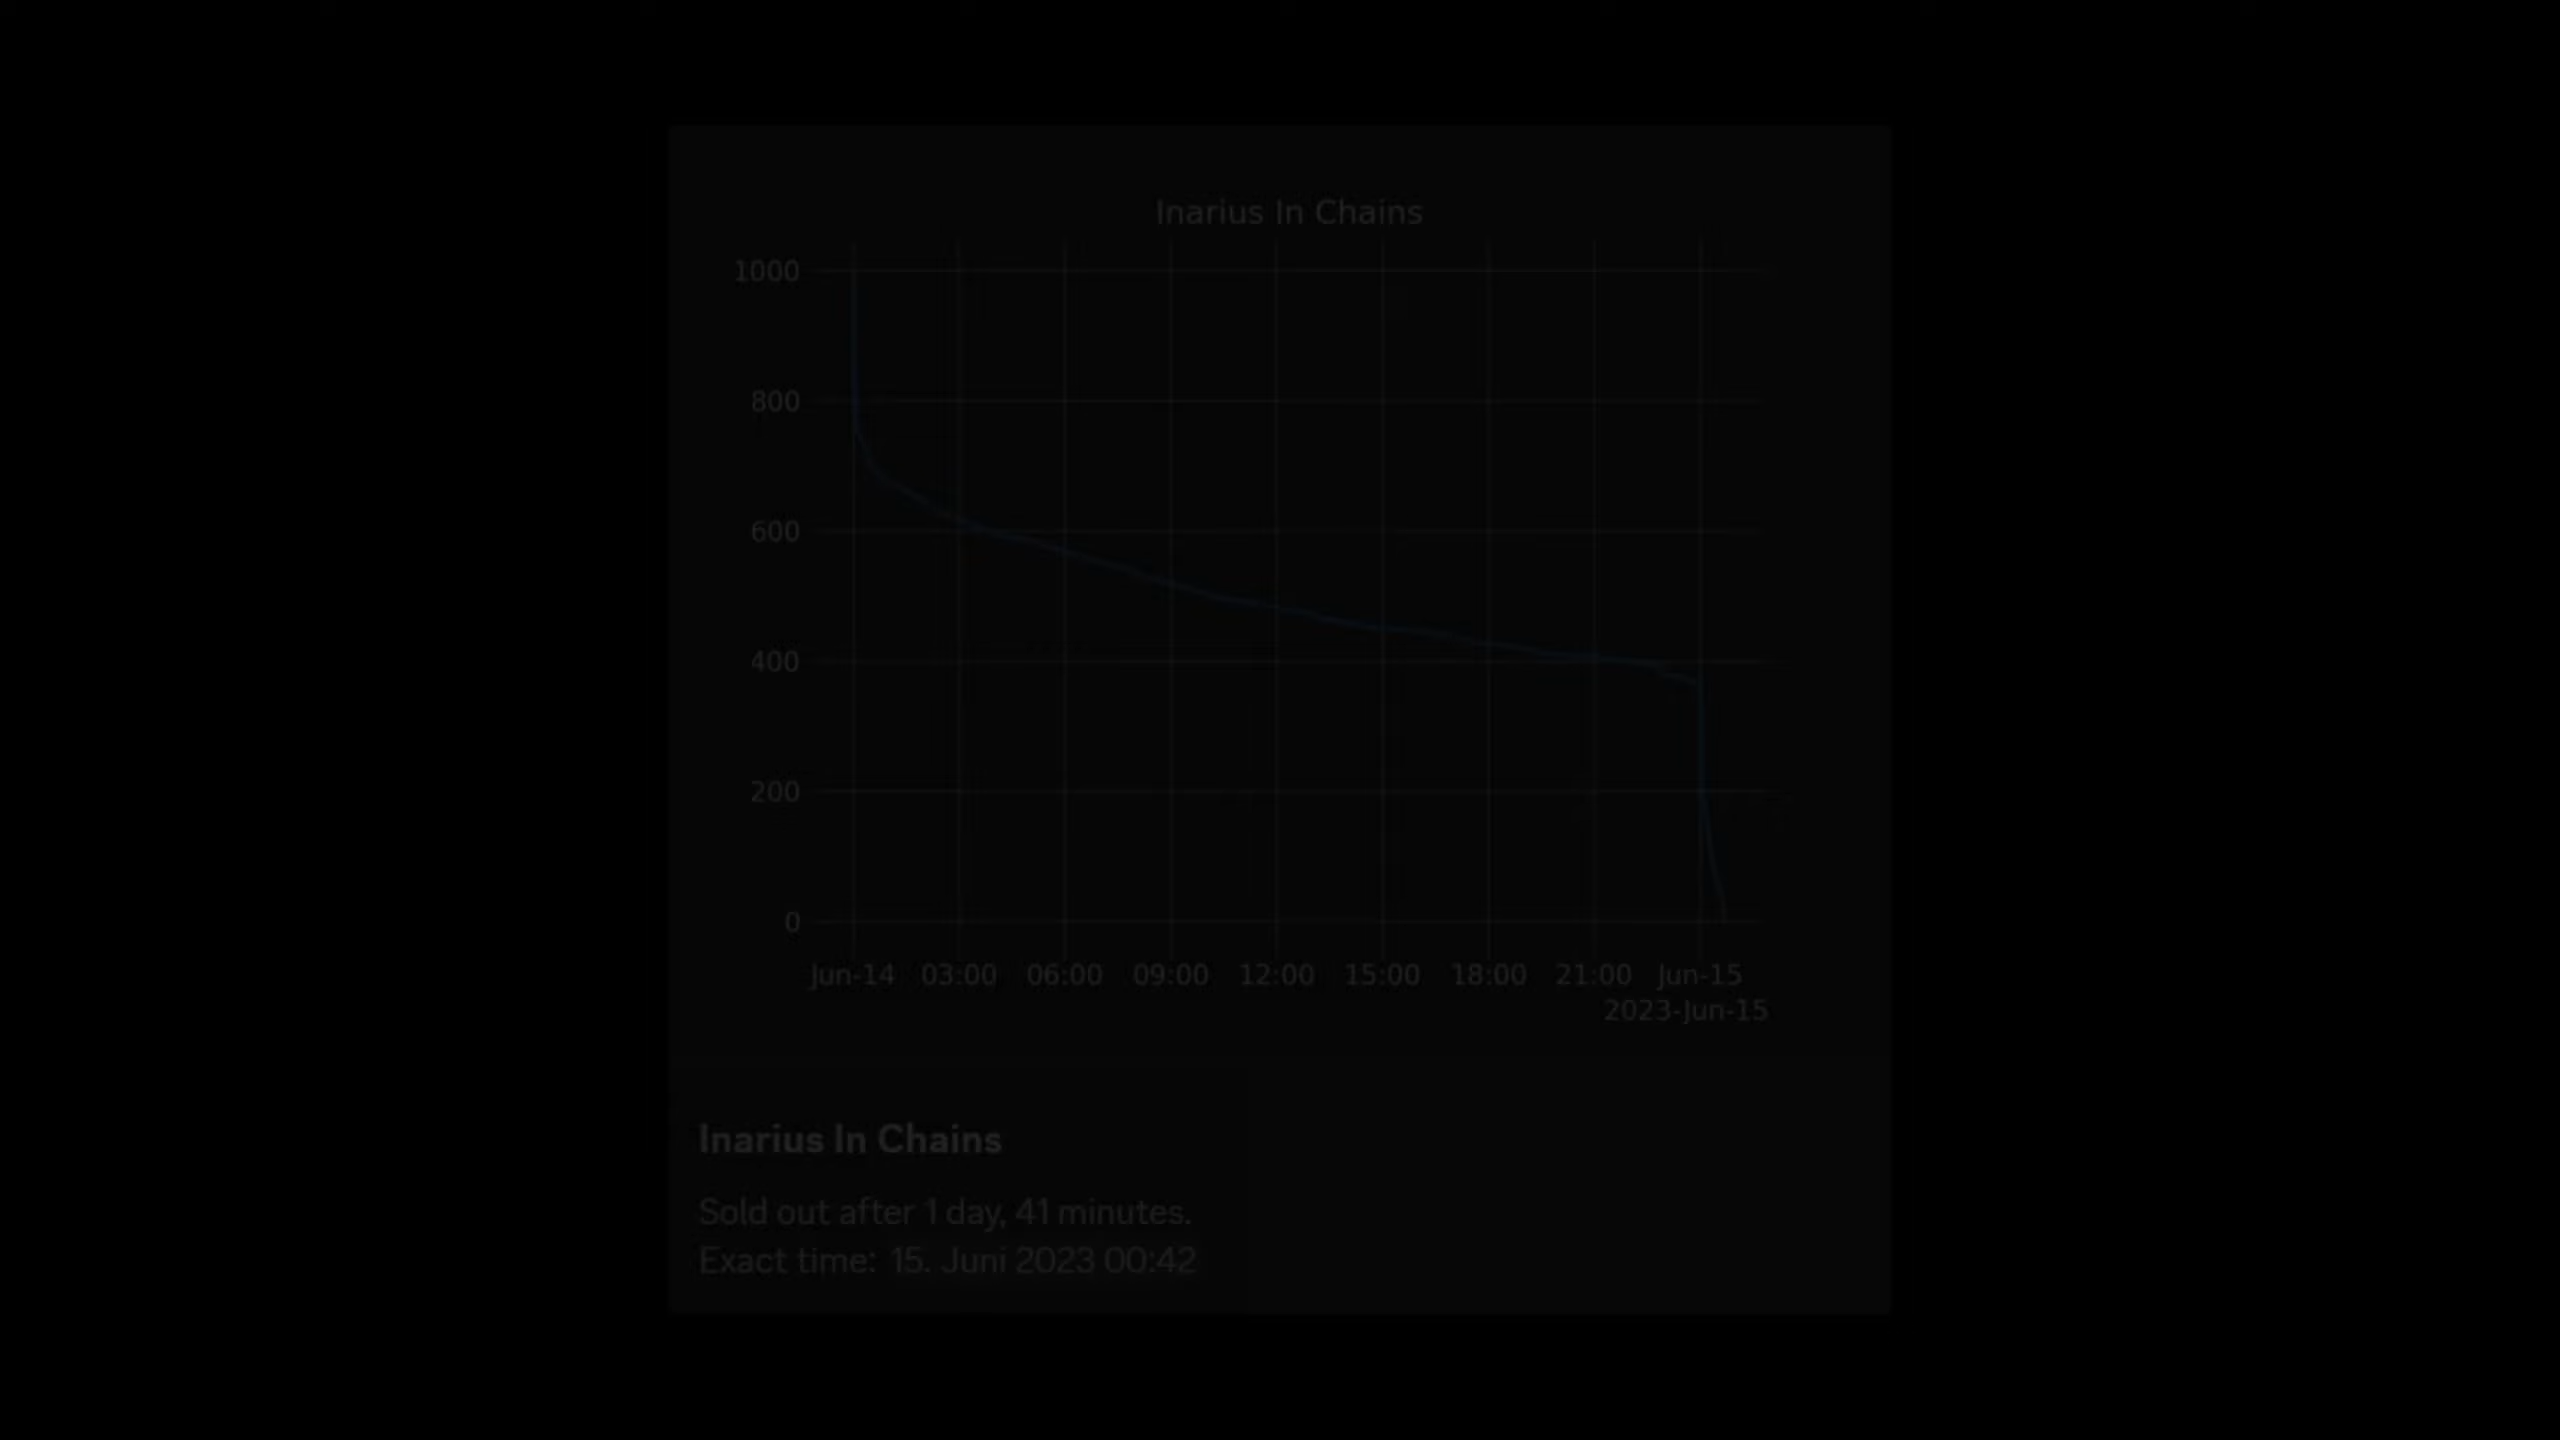 Inarius In Chains
1000
800
600
400
200
0
Jun-14 03:00 06:00 09:00 12:00 15:00 18:00 21:00 Jun-15
2023-Jun-15
Inarius In Chains
Sold out after 1 day, 41 minutes.
Exact time: 15. Juni 2023 00:42